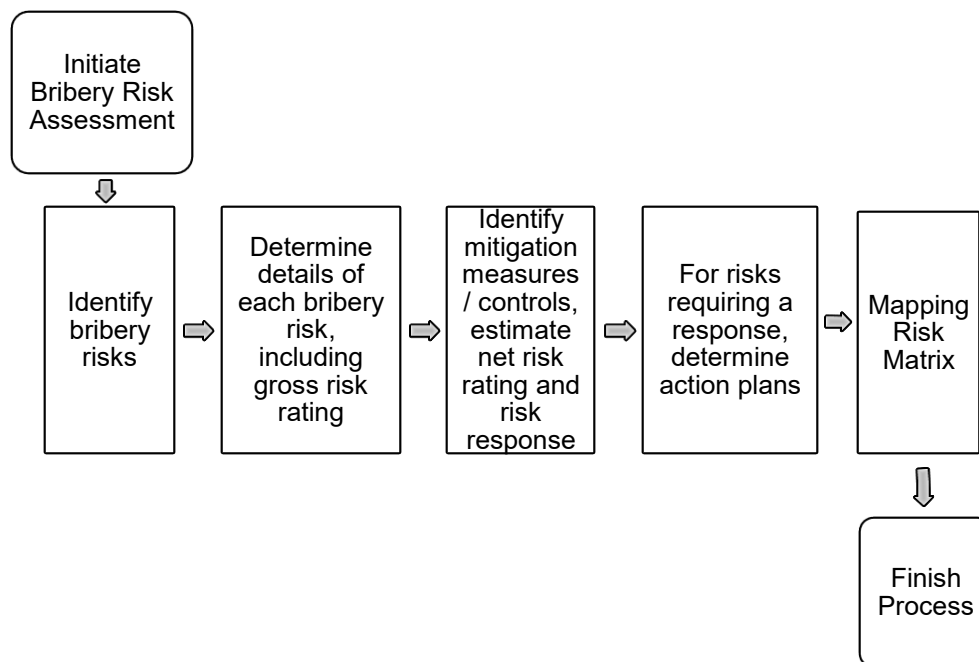 Initiate
Bribery Risk
Assessment
Identify
bribery
risks
Determine
details of
each bribery
risk,
including
gross risk
rating
Identify
mitigation
measures
/ controls,
estimate
net risk
rating and
risk
response
For risks
requiring a
response,
determine
action plans
Mapping
Risk
Matrix
Finish
Process